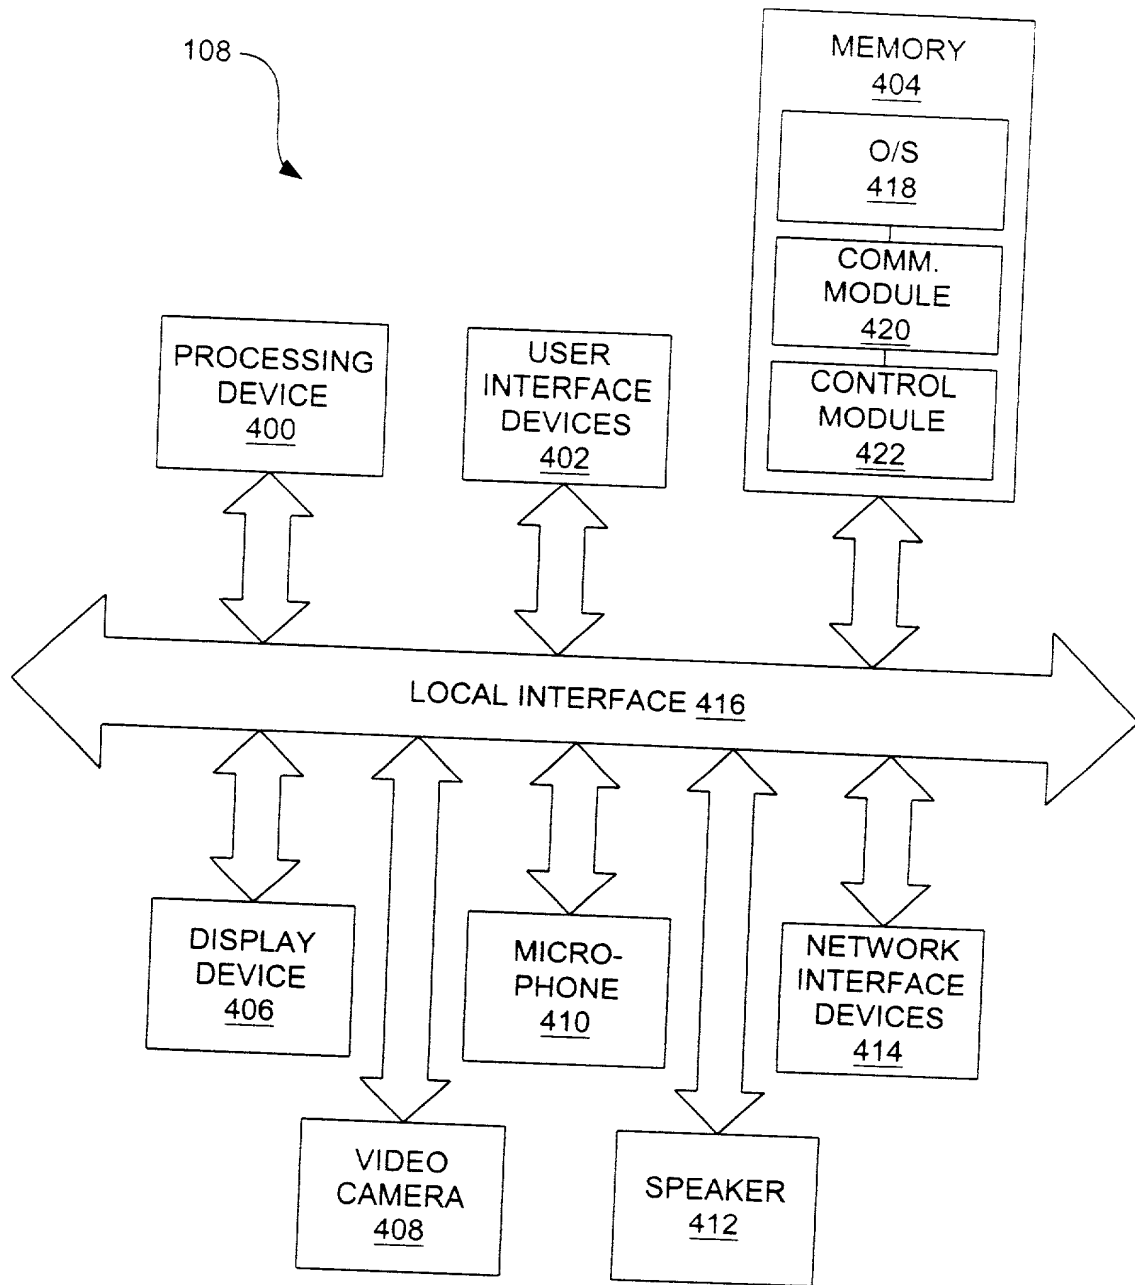 108
MEMORY
404
O/S
418
COMM.
MODULE
420
CONTROL
MODULE
422
PROCESSING
DEVICE
400
USER
INTERFACE
DEVICES
402
LOCAL INTERFACE 416
DISPLAY
DEVICE
406
MICRO-
PHONE
410
NETWORK
INTERFACE
DEVICES
414
VIDEO
CAMERA
408
SPEAKER
412